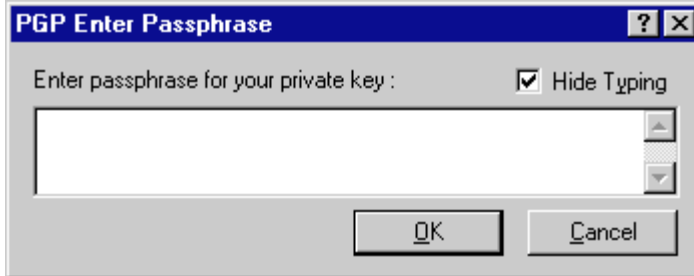 PGP Enter Passphrase
Enter passphrase for your private key :
Hide Typing
OK
Cancel